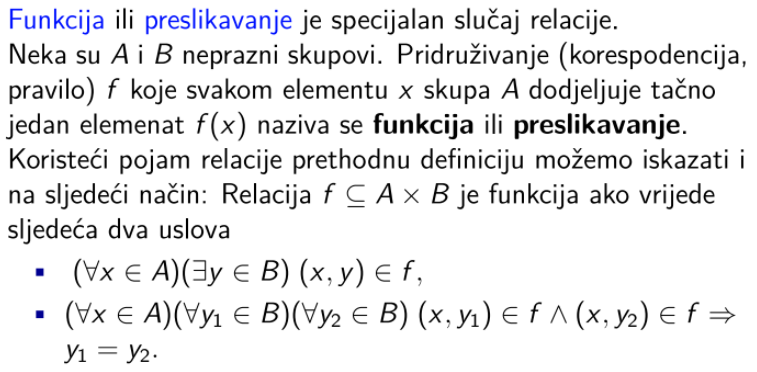 Funkcija ili preslikavanje je specijalan slučaj relacije.
Neka su A i B neprazni skupovi. Pridruživanje (korespodencija,
pravilo) f koje svakom elementu x skupa A dodjeljuje tačno
jedan elemenat f(x) naziva se funkcija ili preslikavanje.
Koristeći pojam relacije prethodnu definiciju možemo iskazati i
na sljedeći način: Relacija f ⊆ A × B je funkcija ako vrijede
sljedeća dva uslova
▪ (∀x ∈ A)(∃y ∈ B) (x, y) ∈ f,
▪ (∀x ∈ A)(∀y₁ ∈ B)(∀y₂ ∈ B) (x, y₁) ∈ f ∧ (x, y₂) ∈ f ⇒
y₁ = y₂.